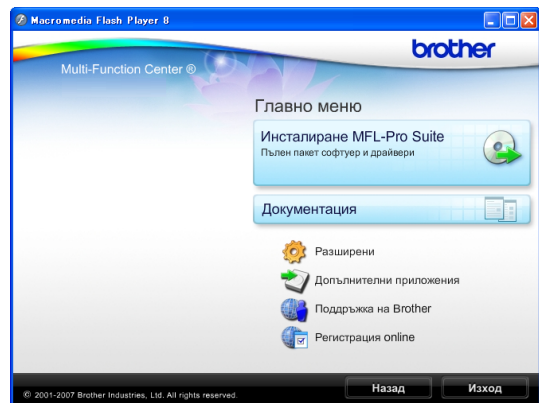 Macromedia Flash Player 8
brother
Multi-Function Center ®
Главно меню
Инсталиране MFL-Pro Suite
Пълен пакет софтуер и драйвери
Документация
Разширени
Допълнителни приложения
Поддръжка на Brother
Регистрация online
Назад
Изход
© 2001-2007 Brother Industries, Ltd. All rights reserved.